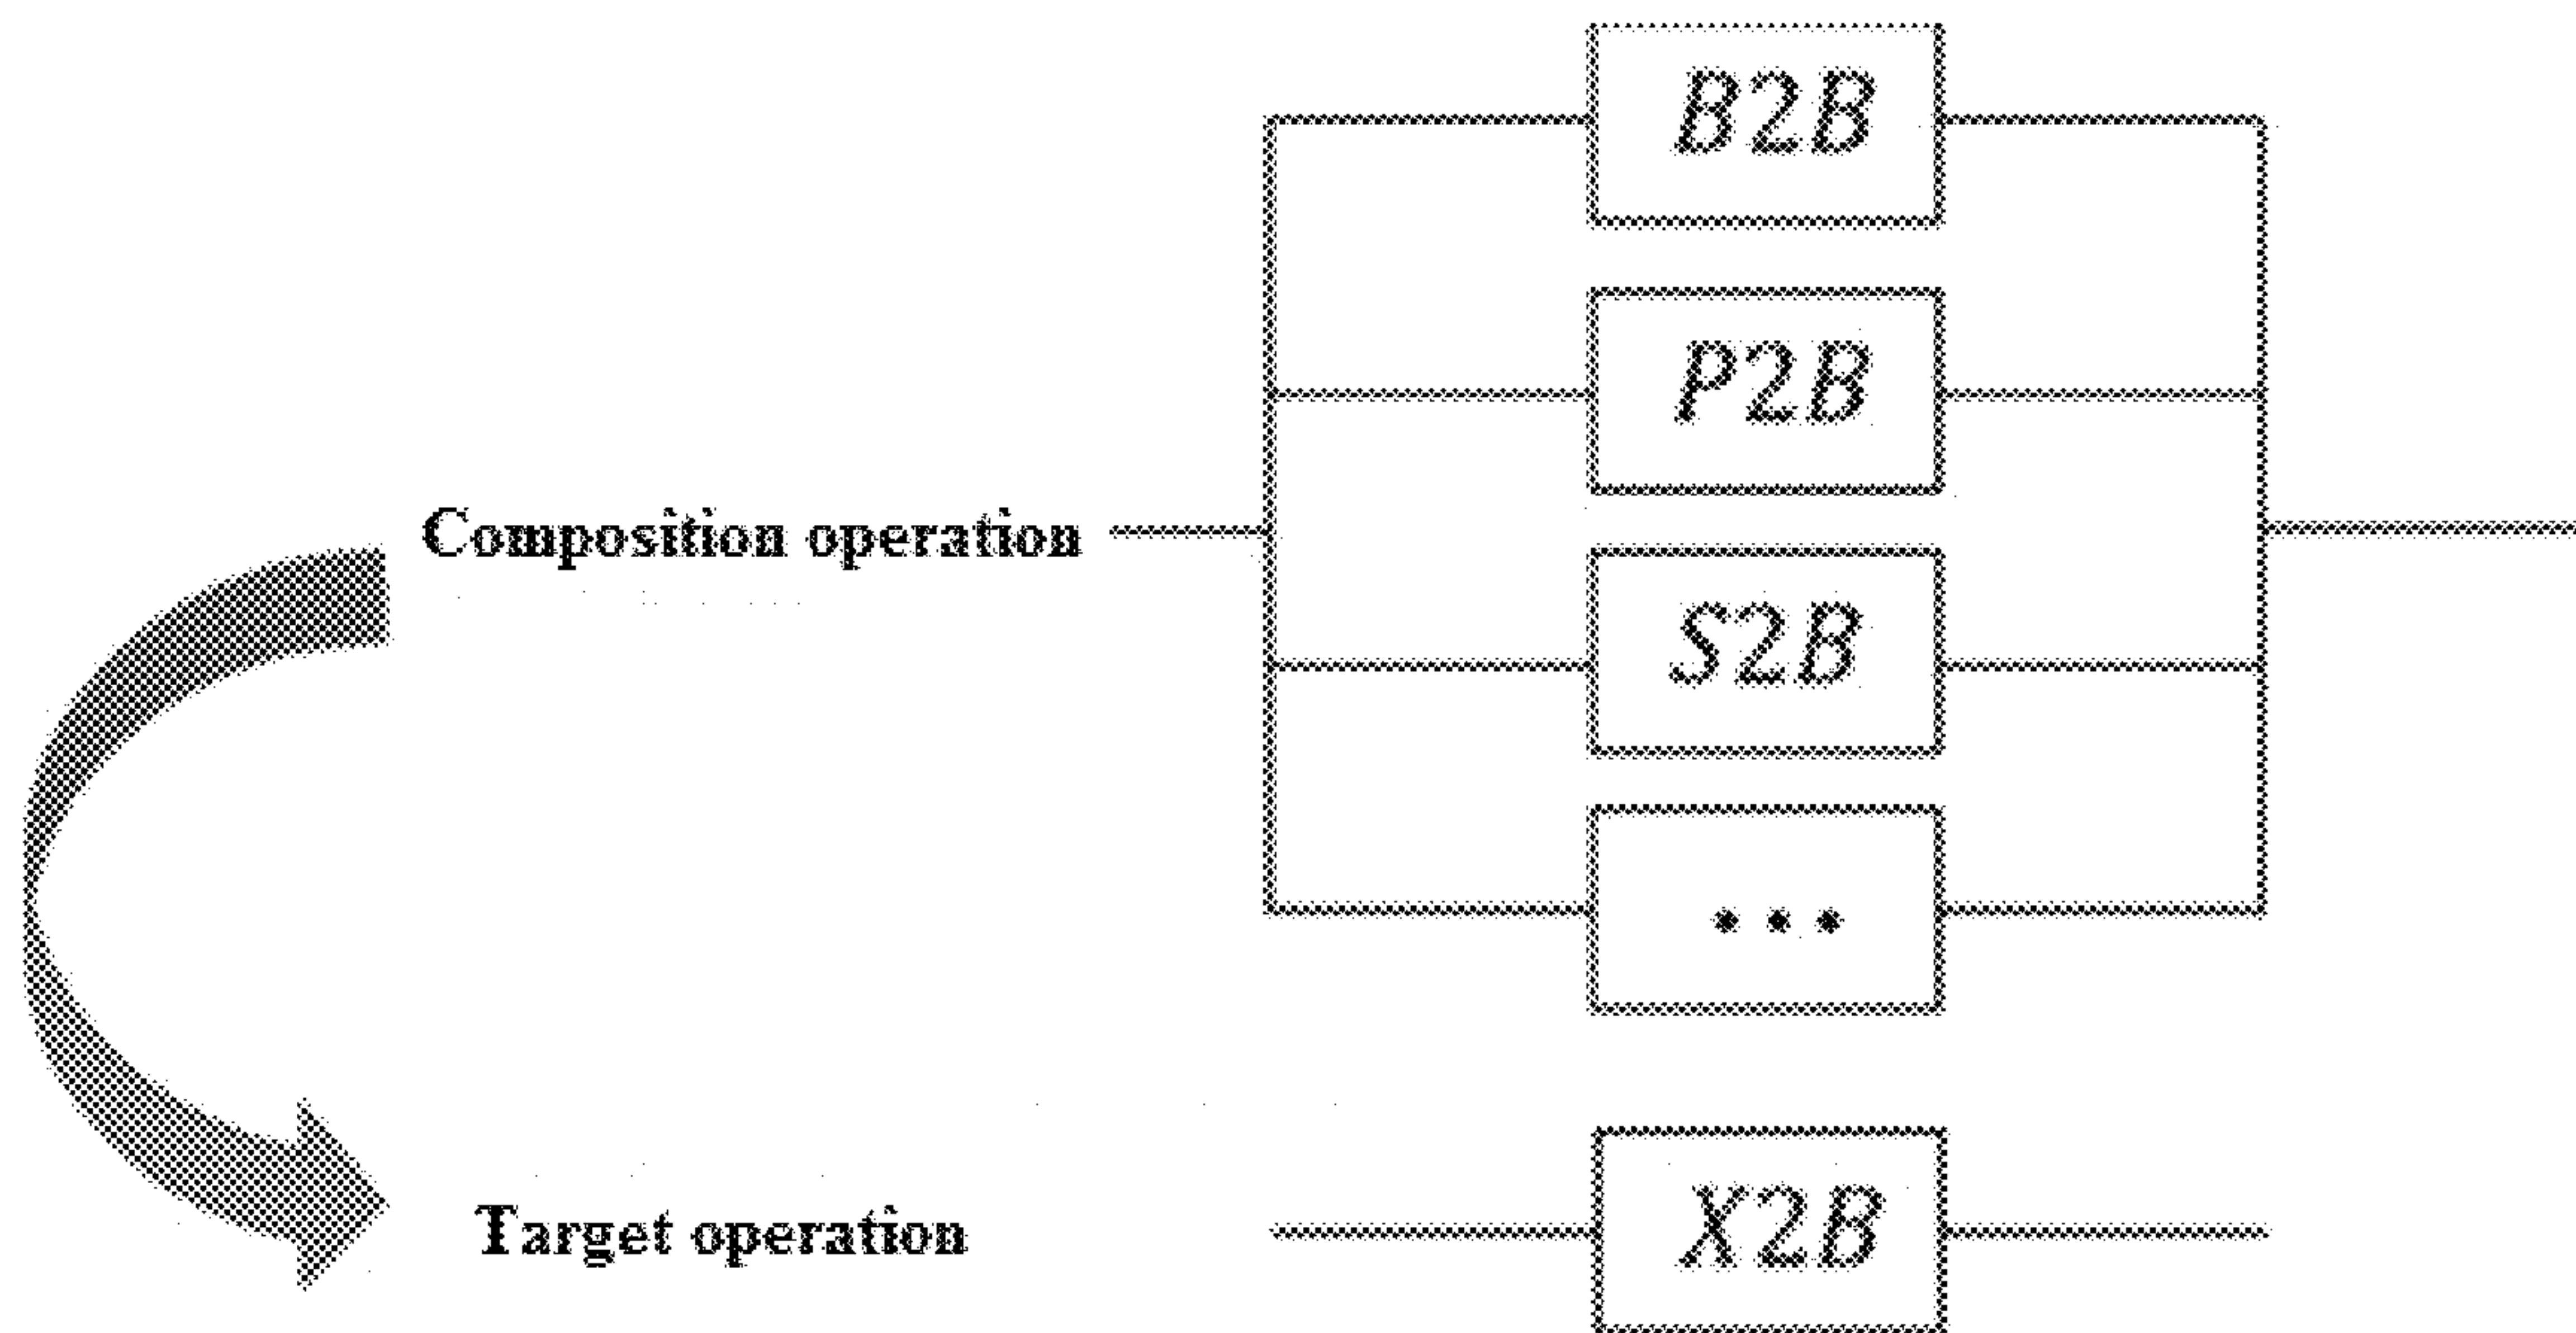 B2B
P2B
Composition operation
S2B
...
Target operation
X2B